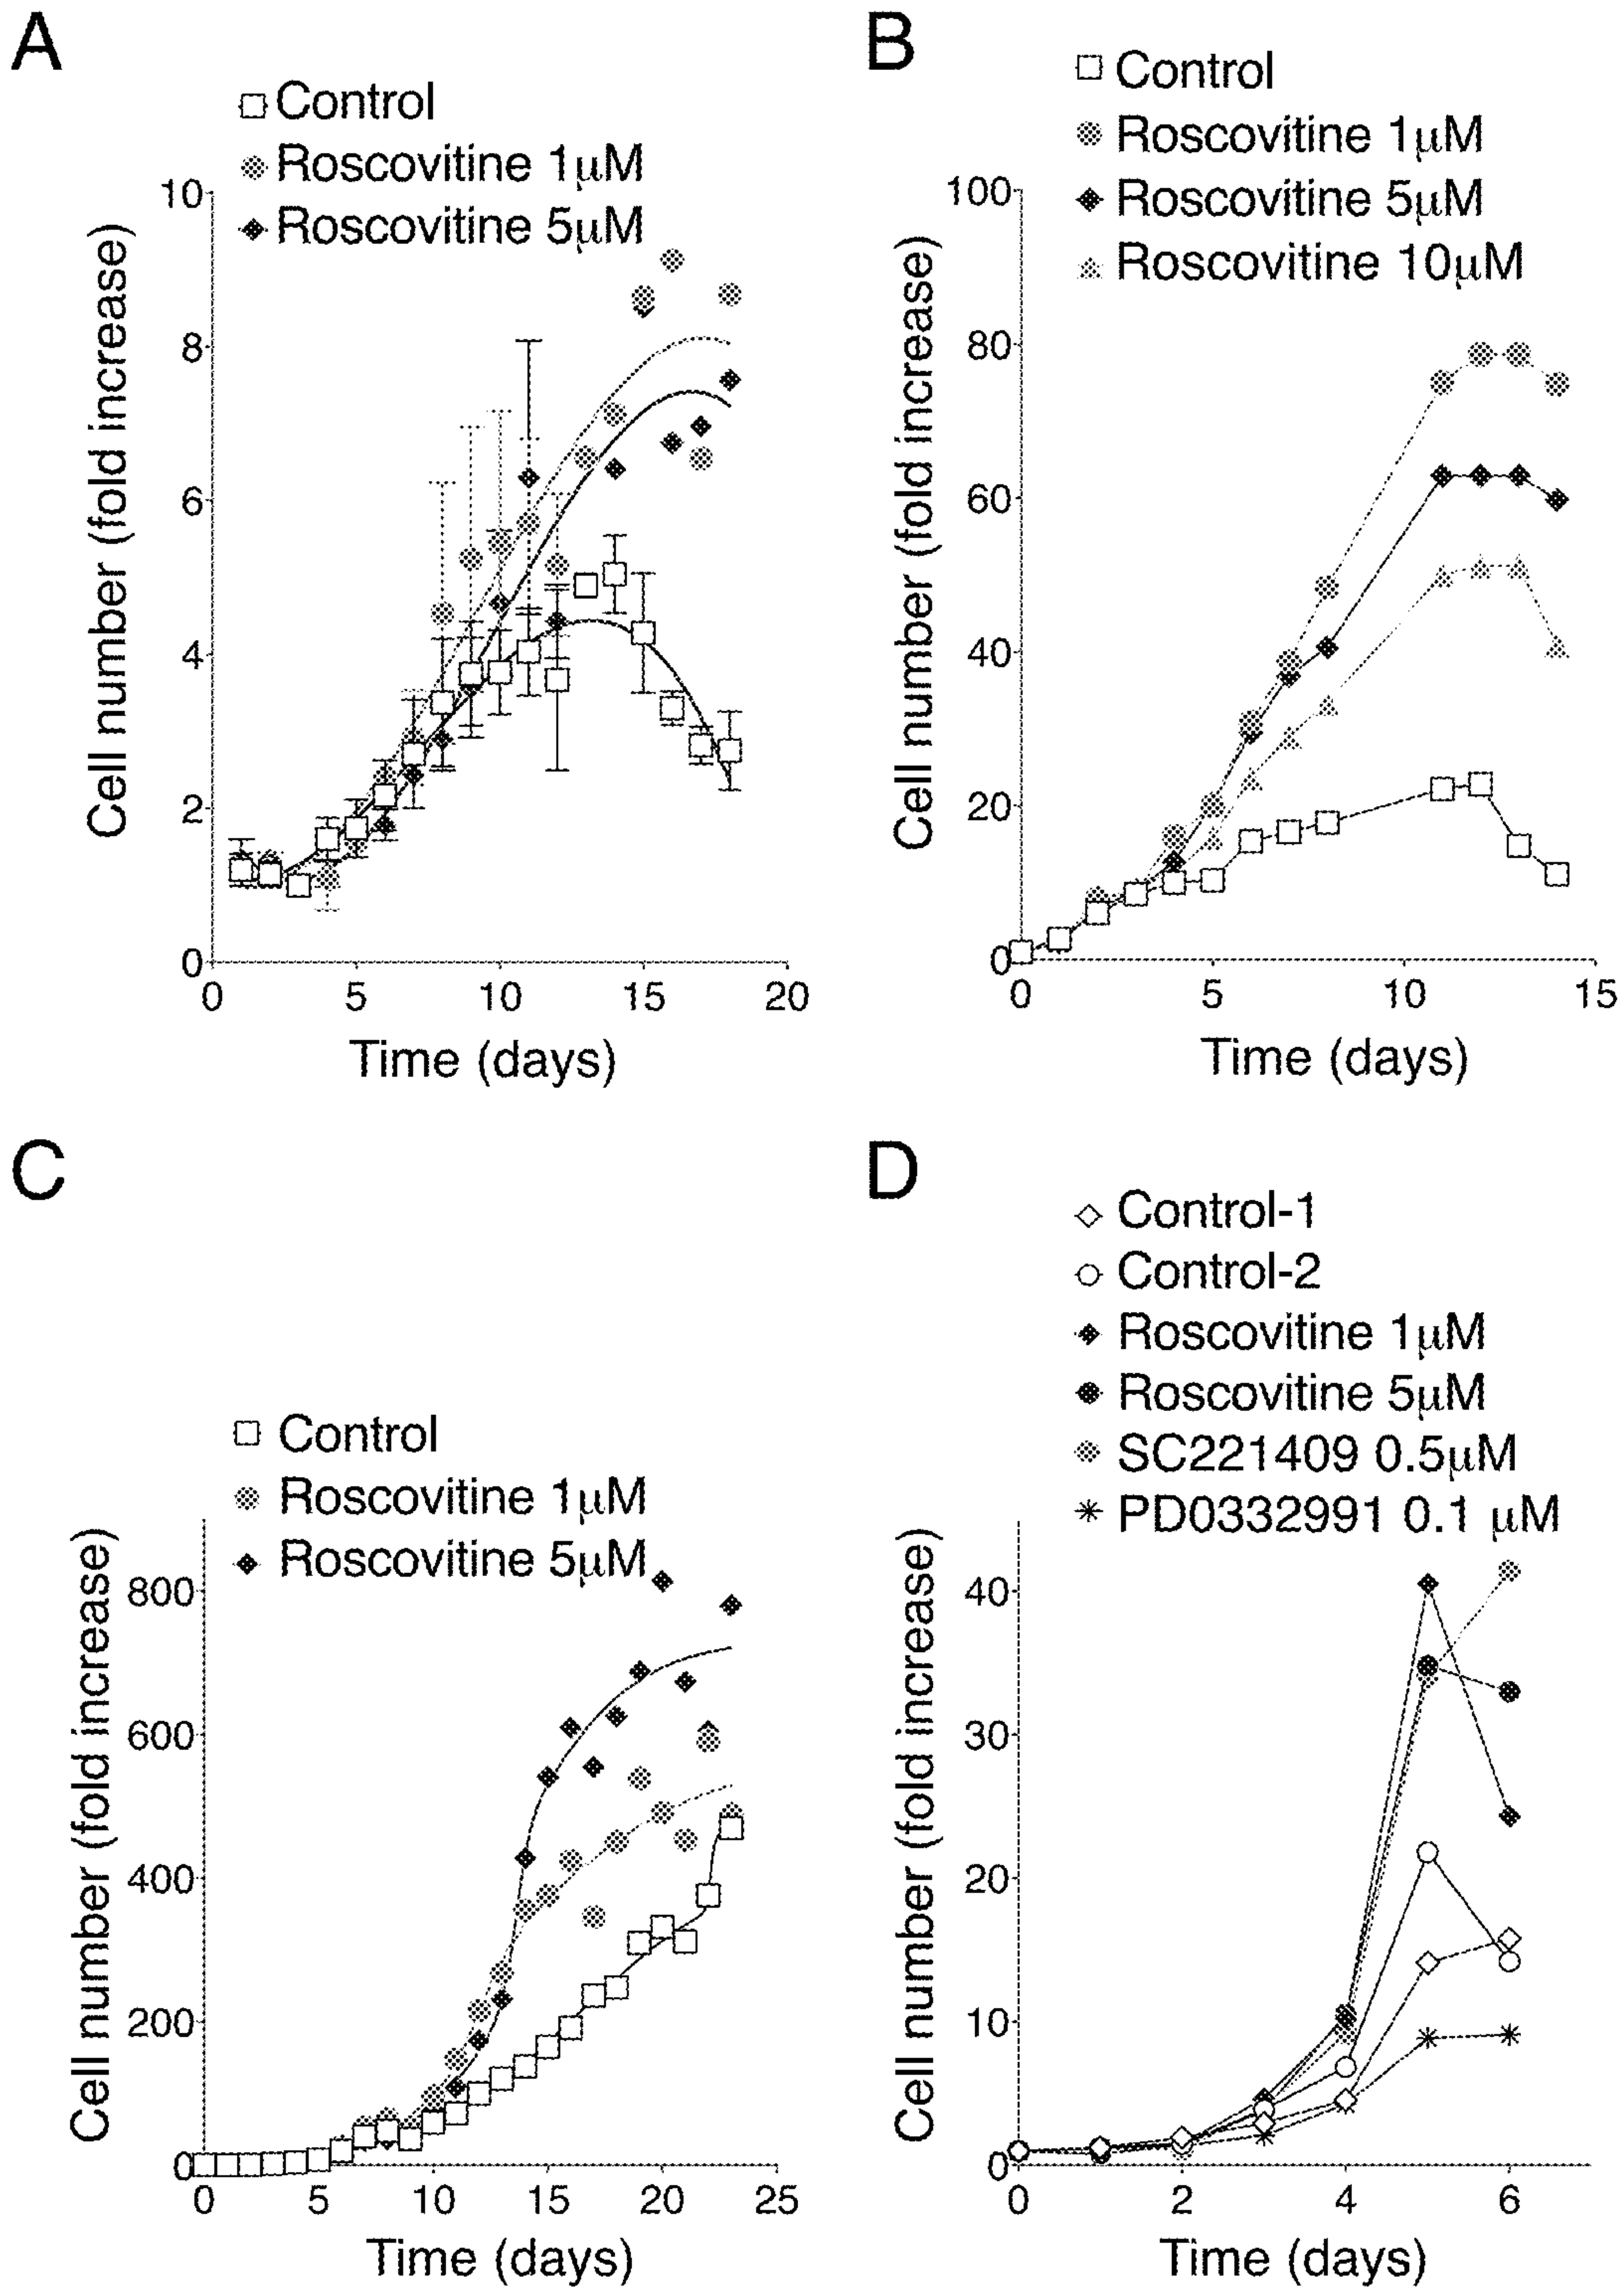 A
Control
Roscovitine 1μM
Roscovitine 5μM
Cell number (fold increase)
10
8
6
4
2
0
0 5 10 15 20
Time (days)
B
Control
Roscovitine 1μM
Roscovitine 5μM
Roscovitine 10μM
Cell number (fold increase)
100
80
60
40
20
0
0 5 10 15
Time (days)
C
Control
Roscovitine 1μM
Roscovitine 5μM
Cell number (fold increase)
800
600
400
200
0
0 5 10 15 20 25
Time (days)
D
Control-1
Control-2
Roscovitine 1μM
Roscovitine 5μM
SC221409 0.5μM
PD0332991 0.1 μM
Cell number (fold increase)
40
30
20
10
0
0 2 4 6
Time (days)